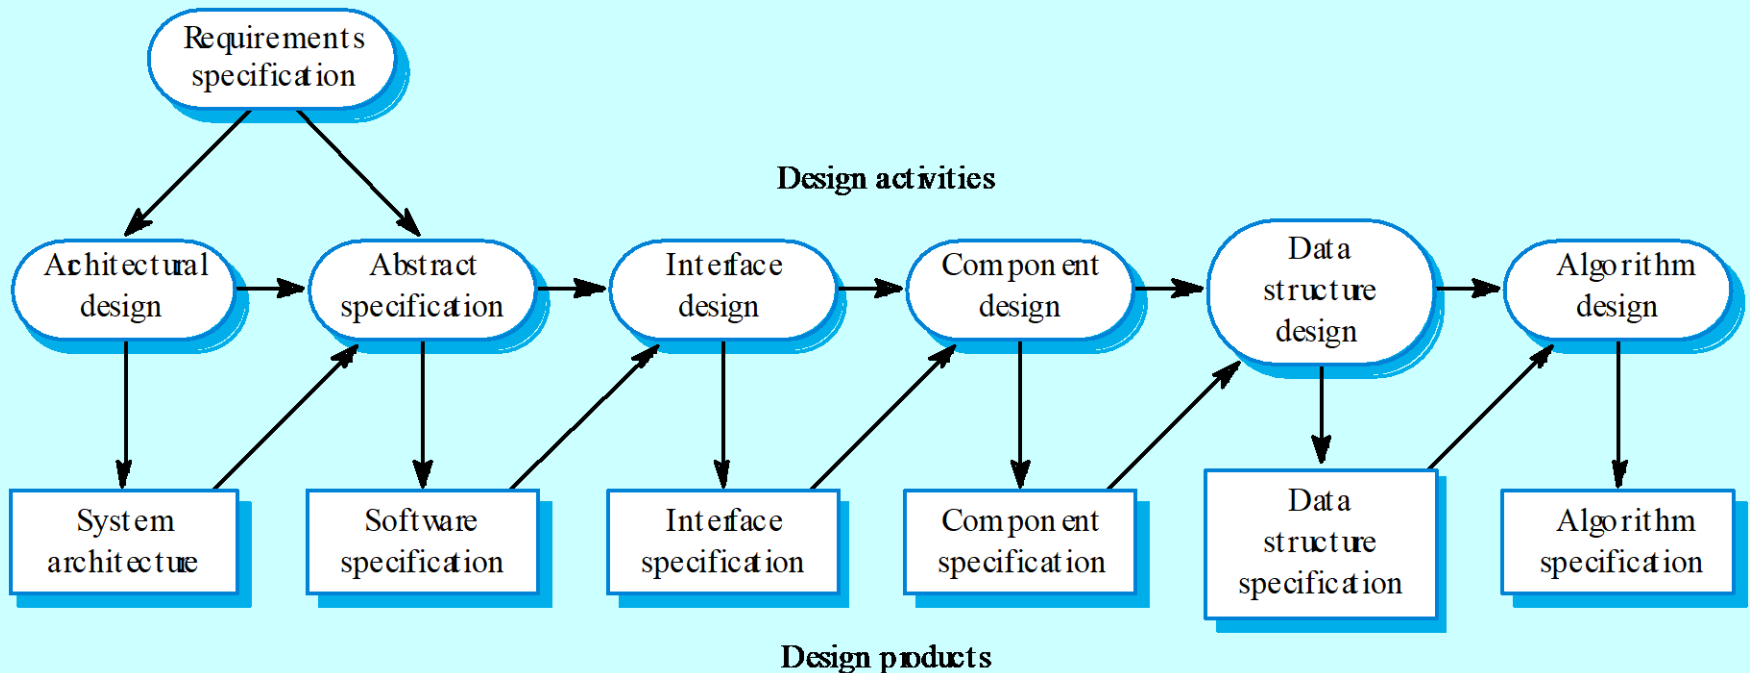 Requirements
specification
Design activities
Architectural
design
Abstract
specification
Interface
design
Component
design
Data
structure
design
Algorithm
design
System
architecture
Software
specification
Interface
specification
Component
specification
Data
structure
specification
Algorithm
specification
Design products